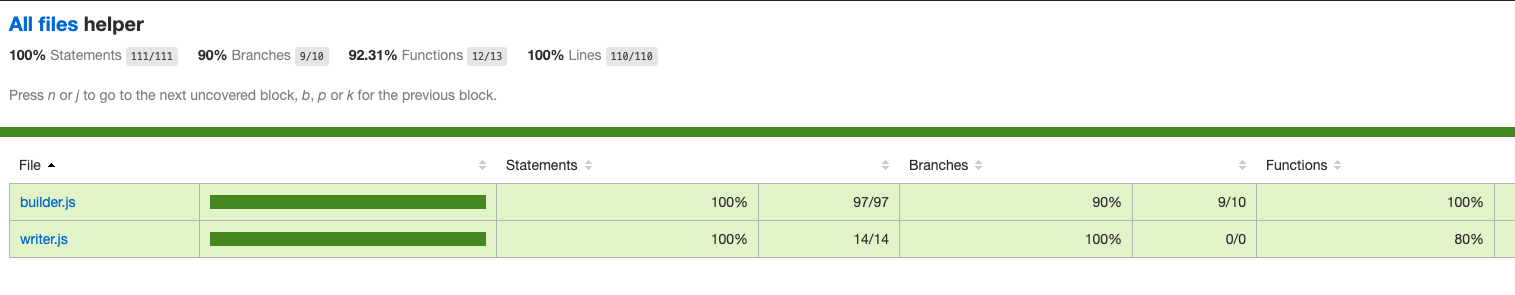 All files helper
100% Statements 111/111 90% Branches 9/10 92.31% Functions 12/13 100% Lines 110/110
Press n or j to go to the next uncovered block, b, p or k for the previous block.
File Statements Branches Functions
builder.js 100% 97/97 90% 9/10 100%
writer.js 100% 14/14 100% 0/0 80%